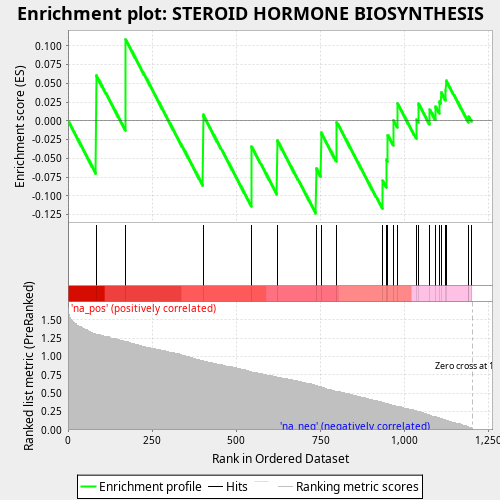 Enrichment plot: STEROID HORMONE BIOSYNTHESIS
Enrichment score (ES)
0.100
0.075
0.050
0.025
0.000
-0.025
-0.050
-0.075
-0.100
-0.125
'na_pos' (positively correlated)
Ranked list metric (PreRanked)
1.50
1.25
1.00
0.75
0.50
0.25
0.00
Zero cross at 1
'na_neg' (negatively correlated)
0 250 500 750 1,000 1,250
Rank in Ordered Dataset
Enrichment profile Hits Ranking metric scores